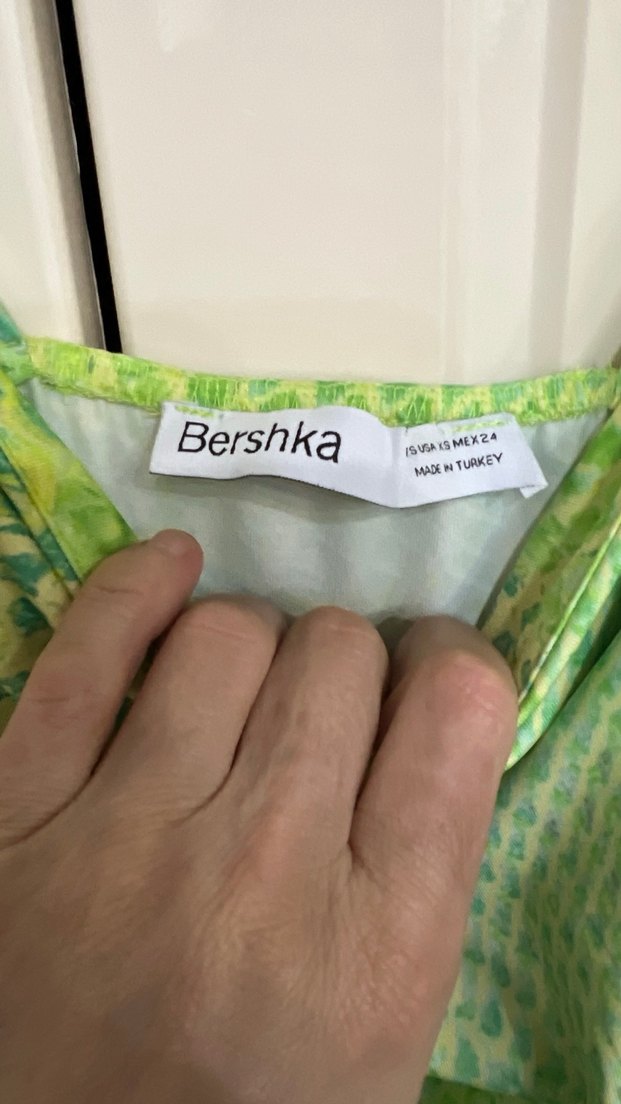 Bershka
USA XS MEX 24
MADE IN TURKEY